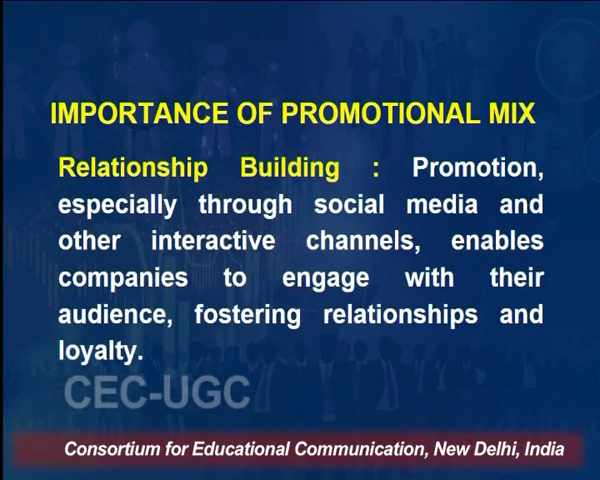 IMPORTANCE OF PROMOTIONAL MIX
Relationship Building : Promotion,
especially through social media and
other interactive channels, enables
companies to engage with their
audience, fostering relationships and
loyalty.
CEC-UGC
Consortium for Educational Communication, New Delhi, India